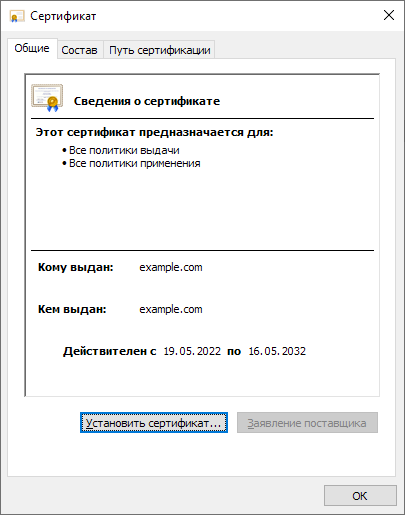 Сертификат
Общие Состав Путь сертификации
Сведения о сертификате
Этот сертификат предназначается для:
• Все политики выдачи
• Все политики применения
Кому выдан: example.com
Кем выдан: example.com
Действителен с 19.05.2022 по 16.05.2032
Установить сертификат... Заявление поставщика
ОК